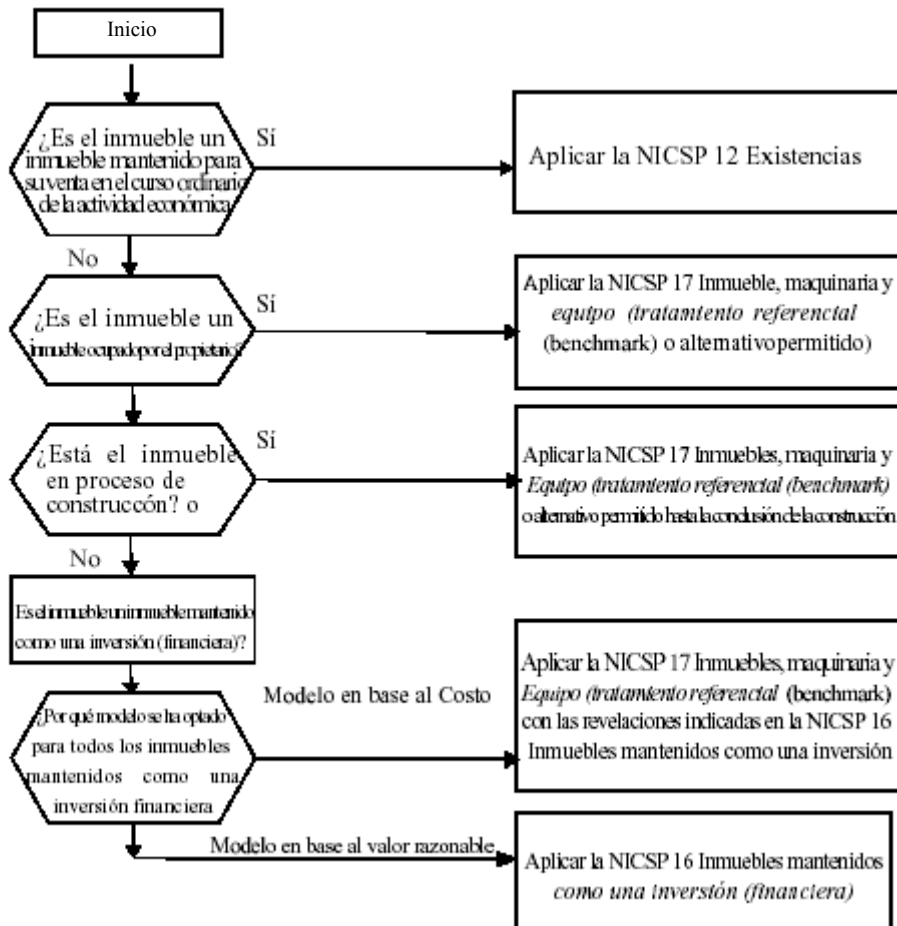 Inicio
¿Es el inmueble un
inmueble mantenido para
su venta en el curso ordinario
de la actividad económica
Sí
Aplicar la NICSP 12 Existencias
No
¿Es el inmueble un
inmueble ocupado por el propietario?
Sí
Aplicar la NICSP 17 Inmueble, maquinaria y
equipo (tratamiento referencial
(benchmark) o alternativo permitido)
¿Está el inmueble
en proceso de
construccón? o
Sí
Aplicar la NICSP 17 Inmuebles, maquinaria y
Equipo (tratamiento referencial (benchmark)
o alternativo permitido hasta la conclusión de la construcción
No
Es el inmueble un inmueble mantenido
como una inversión (financiera)?
¿Por qué modelo se ha optado
para todos los inmuebles
mantenidos como una
inversión financiera
Modelo en base al Costo
Aplicar la NICSP 17 Inmuebles, maquinaria y
Equipo (tratamiento referencial (benchmark)
con las revelaciones indicadas en la NICSP 16
Inmuebles mantenidos como una inversión
Modelo en base al valor razonable
Aplicar la NICSP 16 Inmuebles mantenidos
como una inversión (financiera)